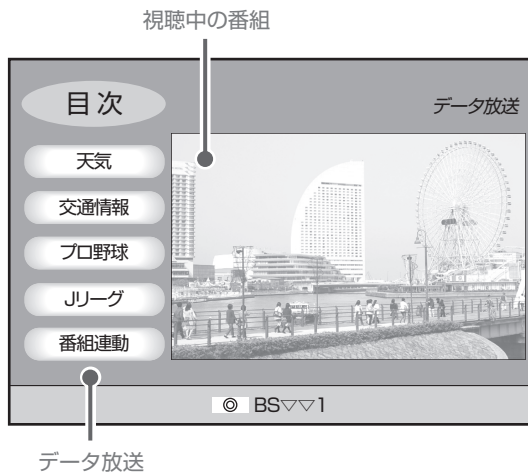 視聴中の番組
目次
データ放送
天気
交通情報
プロ野球
Jリーグ
番組連動
◎ BS▽▽1
データ放送